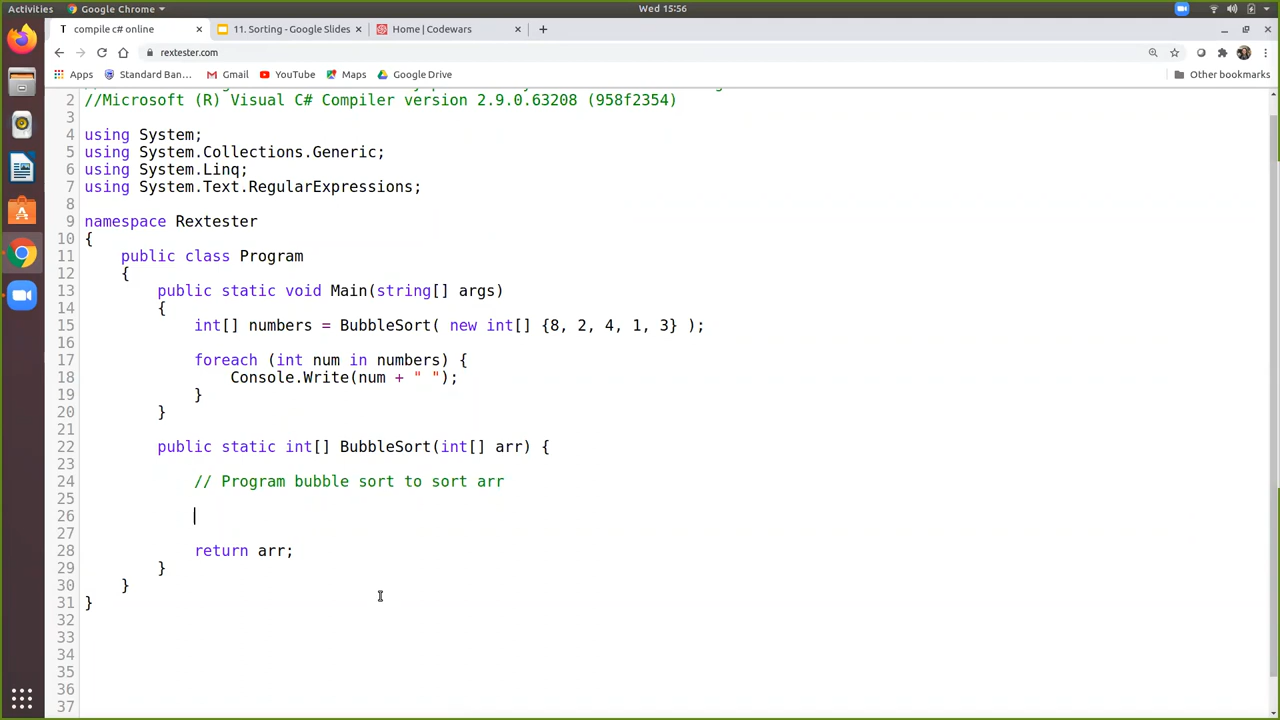 Activities
Google Chrome
Wed 15:56
T compile c# online
11. Sorting - Google Slides
Home | Codewars
rextester.com
Apps
Standard Ban...
Gmail
YouTube
Maps
Google Drive
Other bookmarks
2 //Microsoft (R) Visual C# Compiler version 2.9.0.63208 (958f2354)
3
4 using System;
5 using System.Collections.Generic;
6 using System.Linq;
7 using System.Text.RegularExpressions;
8
9 namespace Rextester
10 {
11 public class Program
12 {
13 public static void Main(string[] args)
14 {
15 int[] numbers = BubbleSort( new int[] {8, 2, 4, 1, 3} );
16
17 foreach (int num in numbers) {
18 Console.Write(num + " ");
19 }
20 }
21
22 public static int[] BubbleSort(int[] arr) {
23
24 // Program bubble sort to sort arr
25
26
27
28 return arr;
29 }
30 }
31 }
32
33
34
35
36
37